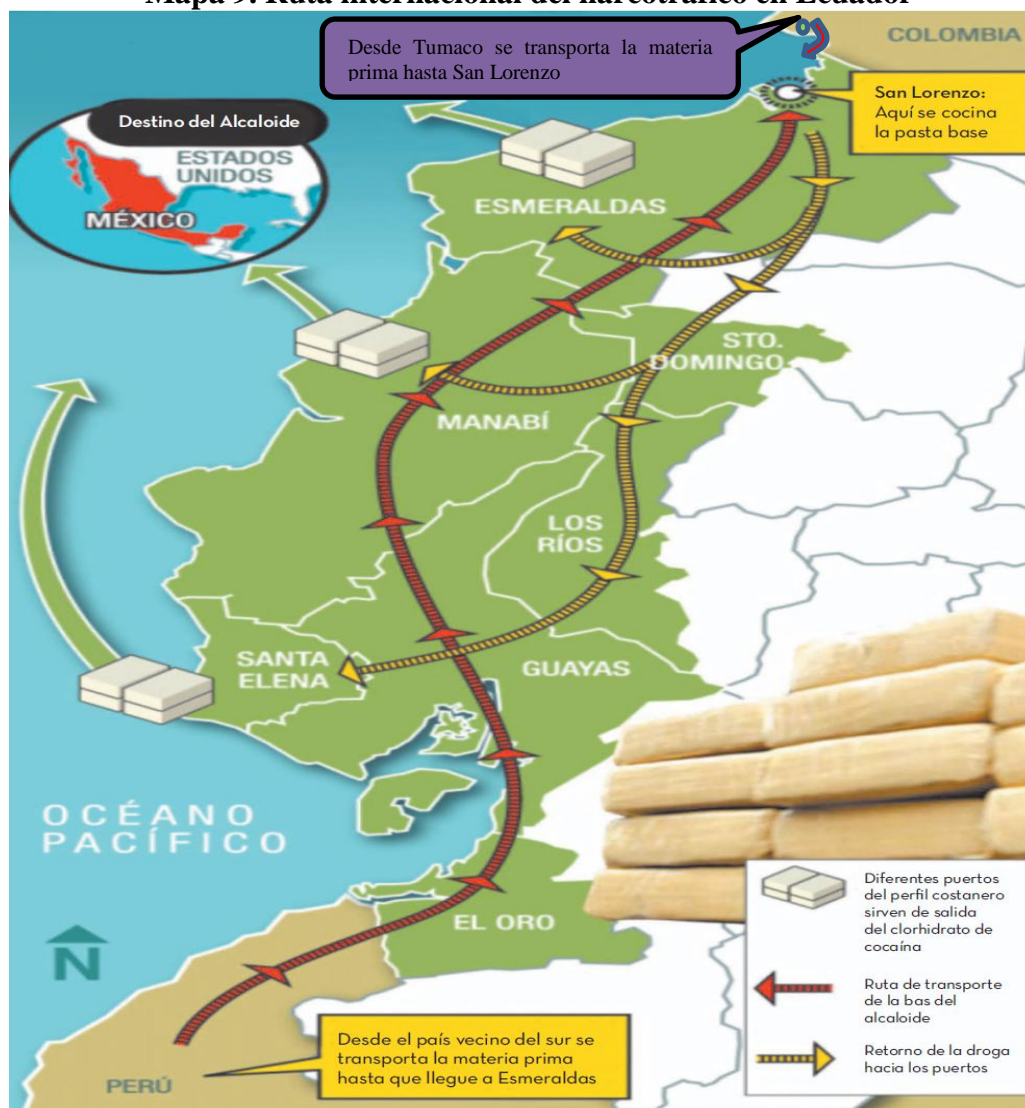 Mapa 9. Ruta internacional del narcotráfico en Ecuador
Desde Tumaco se transporta la materia
prima hasta San Lorenzo
COLOMBIA
San Lorenzo:
Aquí se cocina
la pasta base
Destino del Alcaloide
ESTADOS
UNIDOS
MÉXICO
ESMERALDAS
STO.
DOMINGO
MANABÍ
LOS
RÍOS
SANTA
ELENA
GUAYAS
OCÉANO
PACÍFICO
EL ORO
N
PERÚ
Desde el país vecino del sur se
transporta la materia prima
hasta que llegue a Esmeraldas
Diferentes puertos
del perfil costanero
sirven de salida
del clorhidrato de
cocaína
Ruta de transporte
de la bas del
alcaloide
Retorno de la droga
hacia los puertos